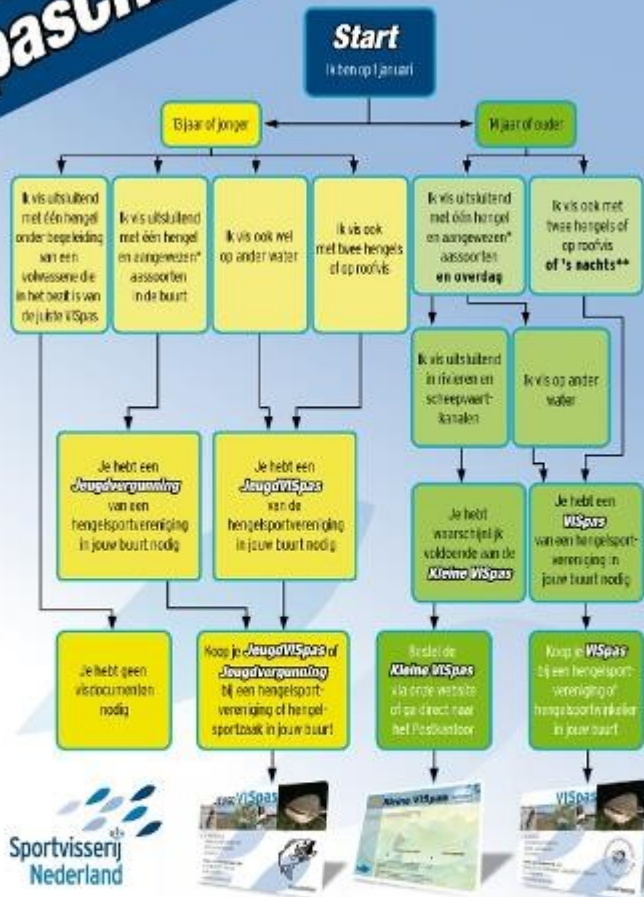 Start
Ik ben op 1 januari
13 jaar of jonger
14 jaar of ouder
Ik vis uitsluitend
met één hengel
onder begeleiding
van een
volwassene die
in het bezit is van
de juiste VISpas
Ik vis uitsluitend
met één hengel
en aangewezen*
aassoorten
in de buurt
Ik vis ook wel
op ander water
Ik vis ook
met twee hengels
of op roofvis
Ik vis uitsluitend
met één hengel
en aangewezen*
aassoorten
en overdag
Ik vis ook met
twee hengels of
op roofvis
of 's nachts**
Ik vis uitsluitend
in rivieren en
scheepvaart-
kanalen
Ik vis op ander
water
Je hebt een
Jeugdvergunning
van een
hengelsportvereniging
in jouw buurt nodig
Je hebt een
JeugdVISpas
van de
hengelsportvereniging
in jouw buurt nodig
Je hebt
waarschijnlijk
voldoende aan de
Kleine VISpas
Je hebt een
VISpas
van een hengelsport-
vereniging in
jouw buurt nodig
Je hebt geen
visdocumenten
nodig
Koop je JeugdVISpas of
Jeugdvergunning
bij een hengelsport-
vereniging of hengel-
sportzaak in jouw buurt
Bestel de
Kleine VISpas
via onze website
of ga direct naar
het Postkantoor
Koop je VISpas
bij een hengelsport-
vereniging of
hengelsportwinkelier
in jouw buurt
Sportvisserij
Nederland
VISpas
Kleine VISpas
VISpas